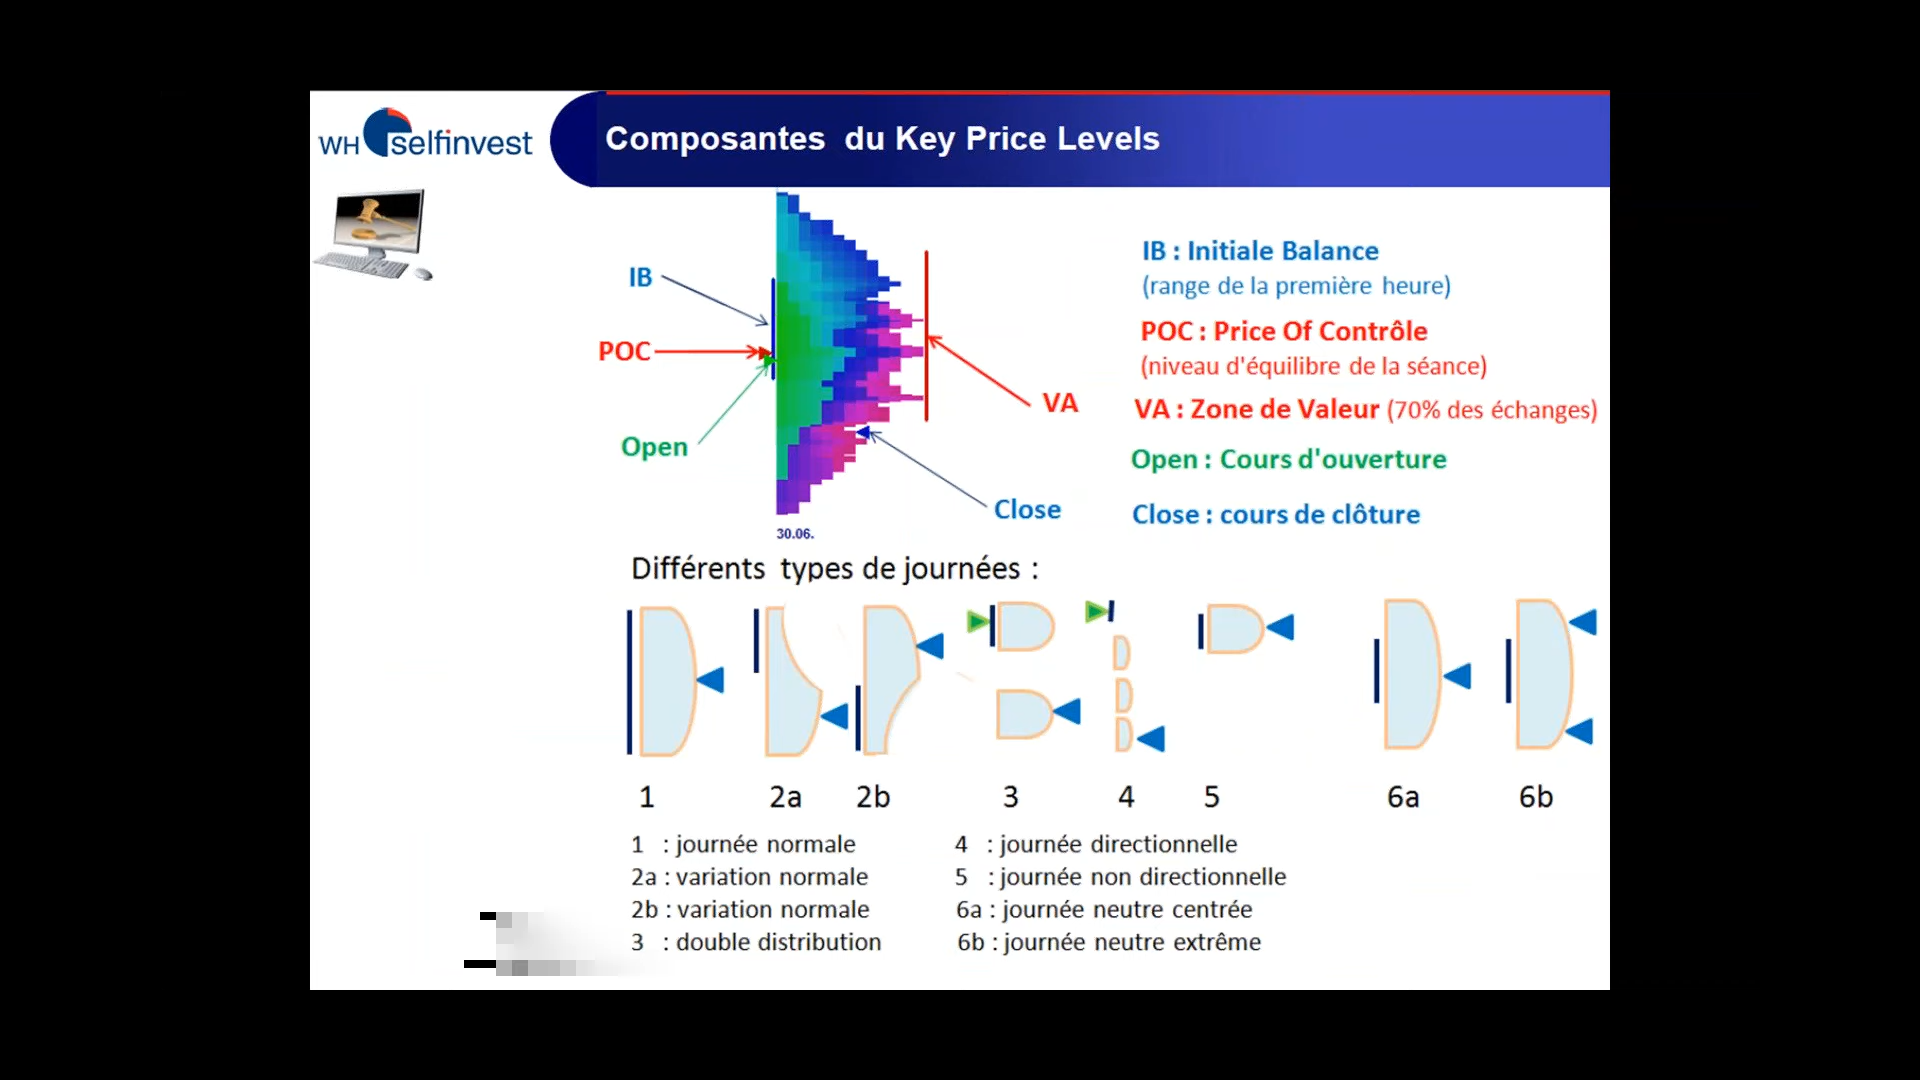 WH selfinvest
Composantes du Key Price Levels
IB
POC
Open
VA
Close
30.06.
IB : Initiale Balance
(range de la première heure)
POC : Price Of Contrôle
(niveau d'équilibre de la séance)
VA : Zone de Valeur (70% des échanges)
Open : Cours d'ouverture
Close : cours de clôture
Différents types de journées :
1 2a 2b 3 4 5 6a 6b
1 : journée normale
2a : variation normale
2b : variation normale
3 : double distribution
4 : journée directionnelle
5 : journée non directionnelle
6a : journée neutre centrée
6b : journée neutre extrême